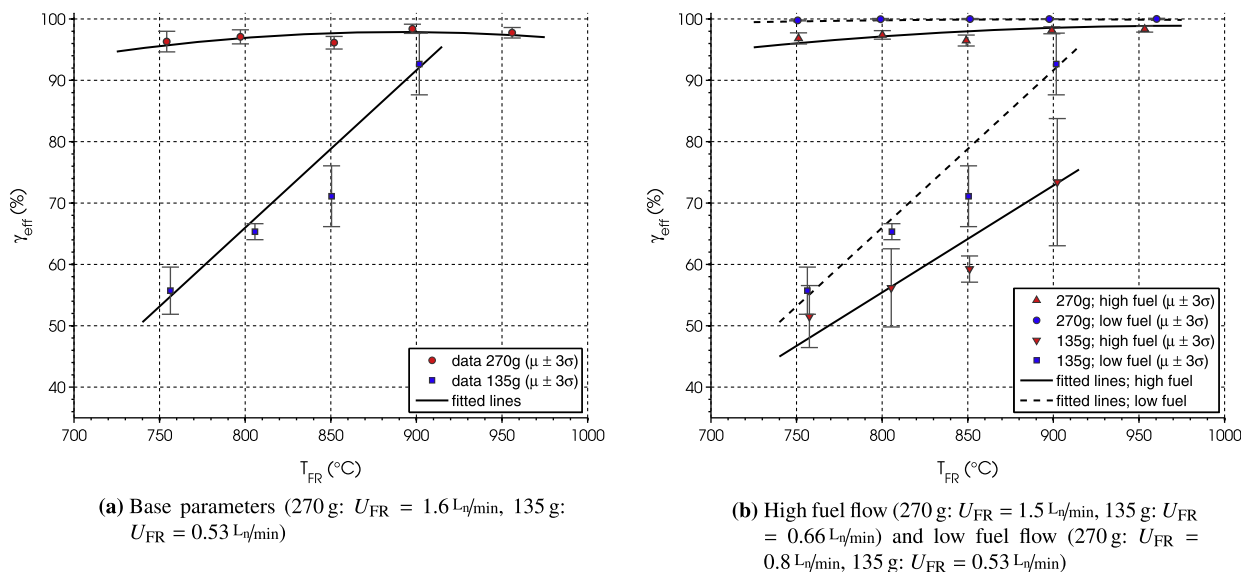 100
90
80
70
60
50
40
γeff (%)
data 270g (μ ± 3σ)
data 135g (μ ± 3σ)
fitted lines
700 750 800 850 900 950 1000
TFR (°C)
(a) Base parameters (270 g: UFR = 1.6 Ln/min, 135 g:
UFR = 0.53 Ln/min)
100
90
80
70
60
50
40
γeff (%)
270g; high fuel (μ ± 3σ)
270g; low fuel (μ ± 3σ)
135g; high fuel (μ ± 3σ)
135g; low fuel (μ ± 3σ)
fitted lines; high fuel
fitted lines; low fuel
700 750 800 850 900 950 1000
TFR (°C)
(b) High fuel flow (270 g: UFR = 1.5 Ln/min, 135 g: UFR
= 0.66 Ln/min) and low fuel flow (270 g: UFR =
0.8 Ln/min, 135 g: UFR = 0.53 Ln/min)